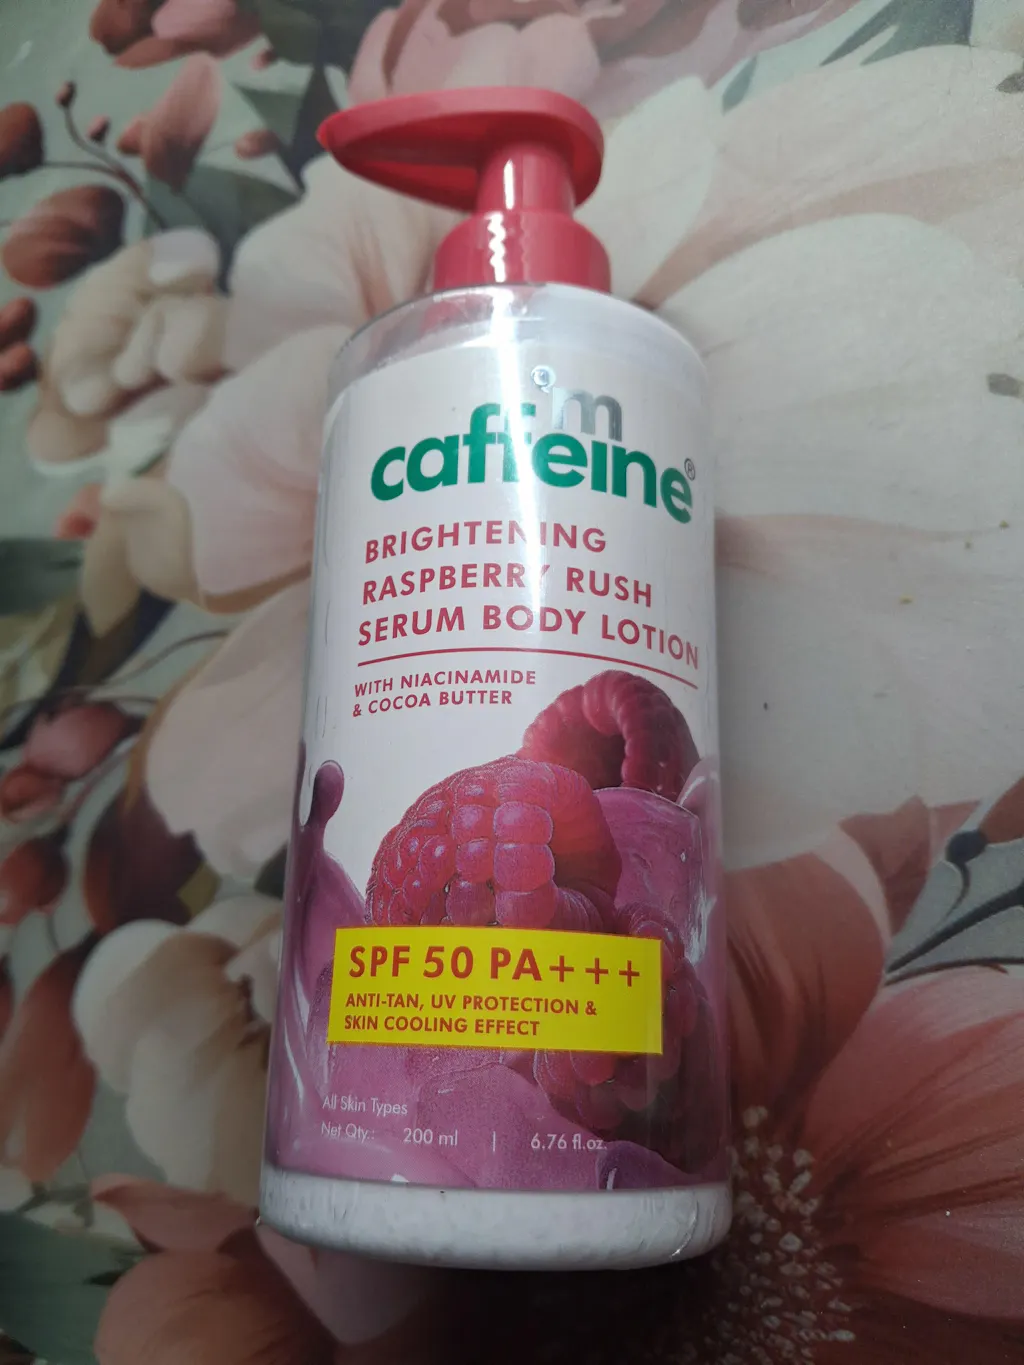 m
caffeine®
BRIGHTENING
RASPBERRY RUSH
SERUM BODY LOTION
WITH NIACINAMIDE
& COCOA BUTTER
SPF 50 PA+++
ANTI-TAN, UV PROTECTION &
SKIN COOLING EFFECT
All Skin Types
Net Qty.: 200 ml | 6.76 fl.oz.